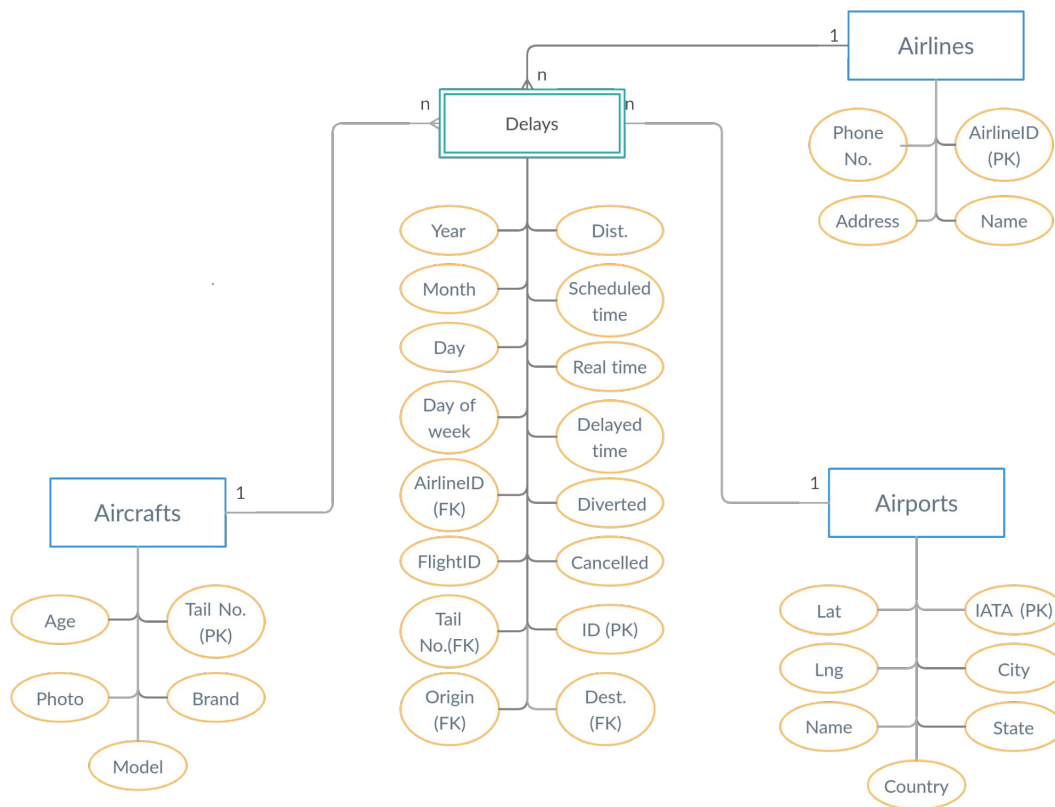 Airlines
1
n
n
n
Delays
Phone
No.
AirlineID
(PK)
Address
Name
Year
Dist.
Month
Scheduled
time
Day
Real time
Day of
week
Delayed
time
AirlineID
(FK)
Diverted
FlightID
Cancelled
Tail
No.(FK)
ID (PK)
Origin
(FK)
Dest.
(FK)
1
Aircrafts
Age
Tail No.
(PK)
Photo
Brand
Model
1
Airports
Lat
IATA (PK)
Lng
City
Name
State
Country